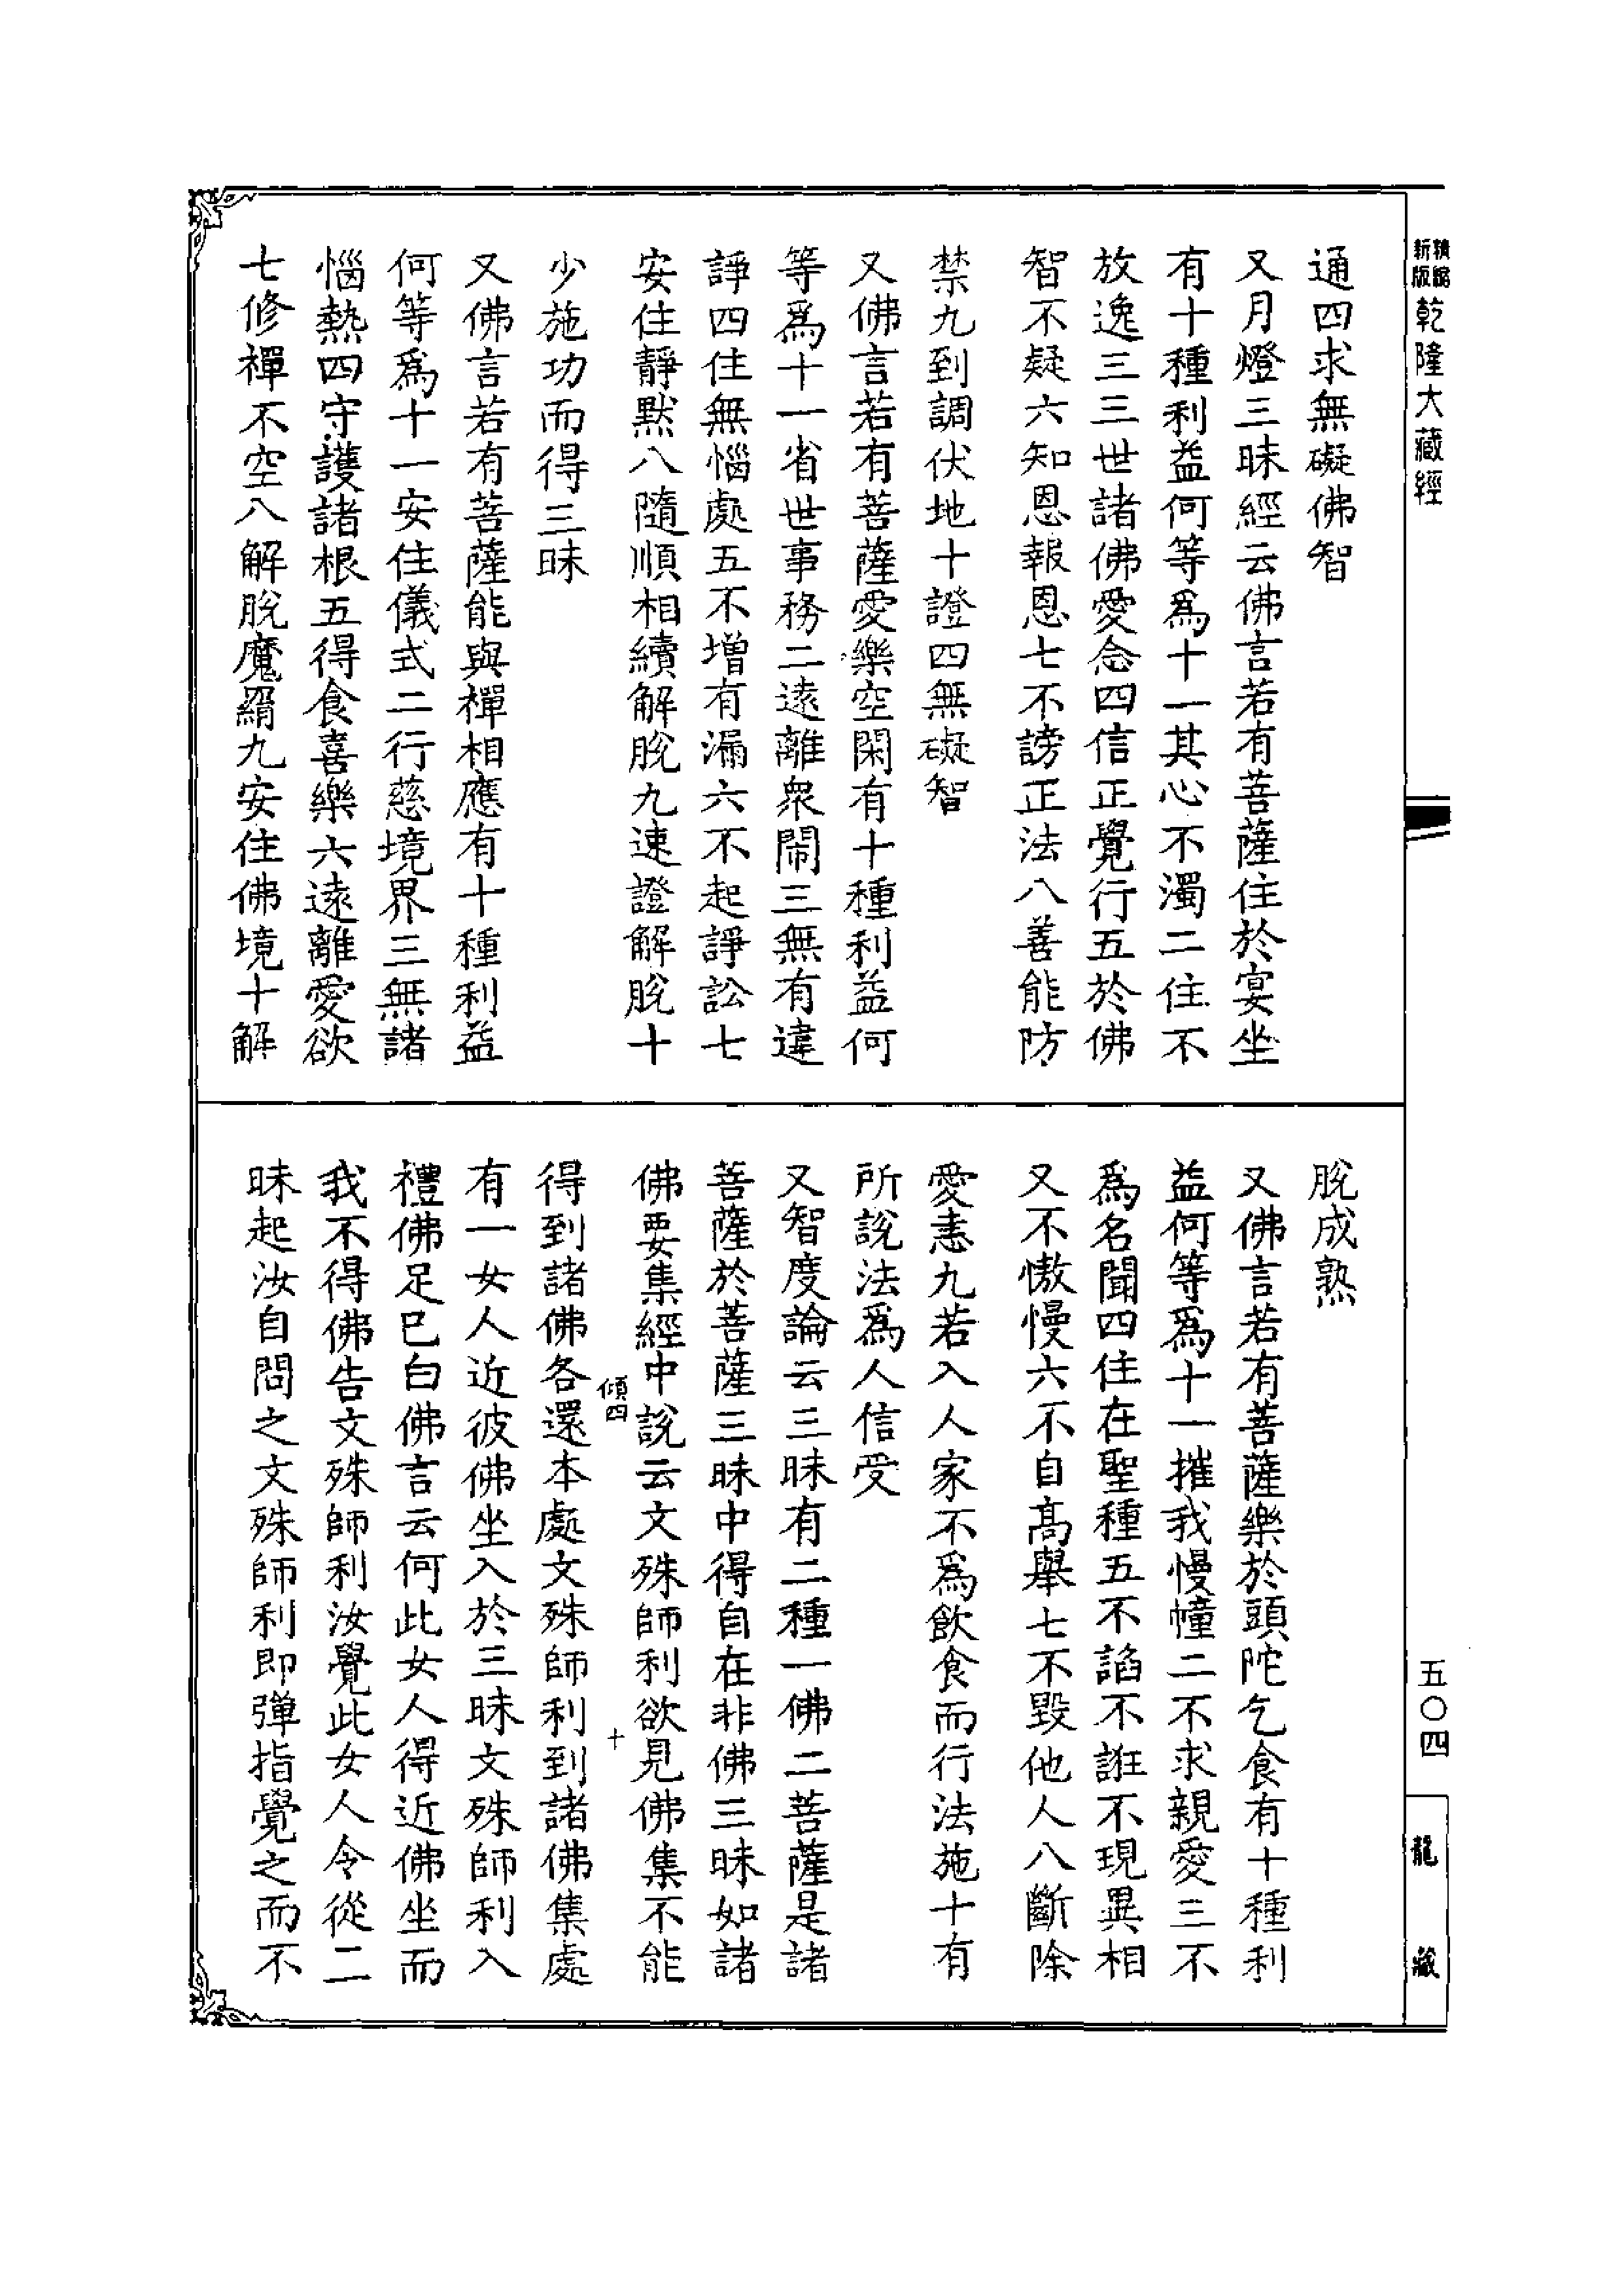 新版
精縮
乾隆大藏經
五〇四
龍藏
通四求無礙佛智
又月燈三昧經云佛言若有菩薩住於宴坐
有十種利益何等爲十一其心不濁二住不
放逸三三世諸佛愛念四信正覺行五於佛
智不疑六知恩報恩七不謗正法八善能防
禁九到調伏地十證四無礙智
又佛言若有菩薩愛樂空閑有十種利益何
等爲十一省世事務二遠離衆鬧三無有違
諍四住無惱處五不增有漏六不起諍訟七
安住靜默八隨順相續解脫九速證解脫十
少施功而得三昧
又佛言若有菩薩能與禪相應有十種利益
何等爲十一安住儀式二行慈境界三無諸
惱熱四守護諸根五得食喜樂六遠離愛欲
七修禪不空八解脫魔羂九安住佛境十解
脫成熟
又佛言若有菩薩樂於頭陀乞食有十種利
益何等爲十一摧我慢幢二不求親愛三不
爲名聞四住在聖種五不諂不誑不現異相
又不慠慢六不自高舉七不毀他人八斷除
愛恚九若入人家不爲飲食而行法施十有
所說法爲人信受
又智度論云三昧有二種一佛二菩薩是諸
菩薩於菩薩三昧中得自在非佛三昧如諸
佛要集經中說云文殊師利欲見佛集不能
傾四
十
得到諸佛各還本處文殊師利到諸佛集處
有一女人近彼佛坐入於三昧文殊師利入
禮佛足已白佛言云何此女人得近佛坐而
我不得佛告文殊師利汝覺此女人令從二
昧起汝自問之文殊師利即彈指覺之而不